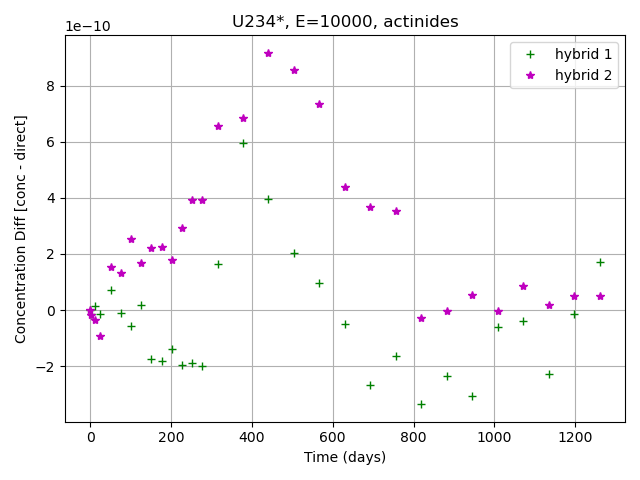 U234*, E=10000, actinides
1e−10
hybrid 1
hybrid 2
Concentration Diff [conc - direct]
8
6
4
2
0
−2
0 200 400 600 800 1000 1200
Time (days)